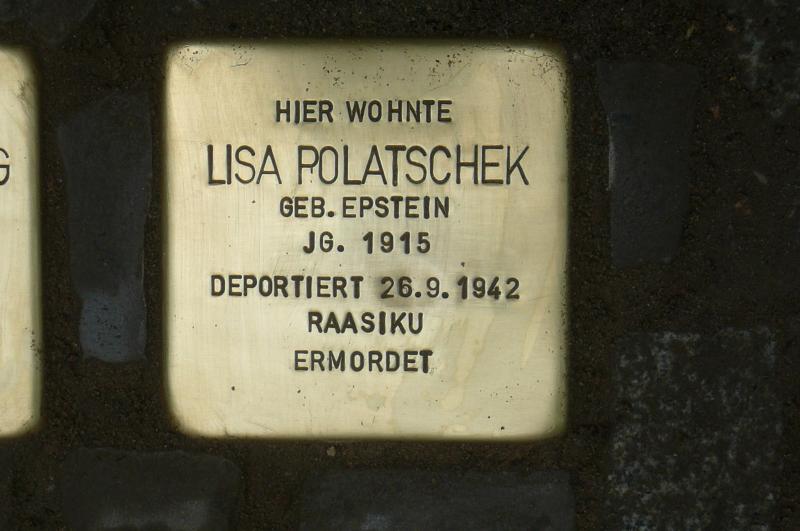 HIER WOHNTE
LISA POLATSCHEK
GEB. EPSTEIN
JG. 1915
DEPORTIERT 26.9.1942
RAASIKU
ERMORDET